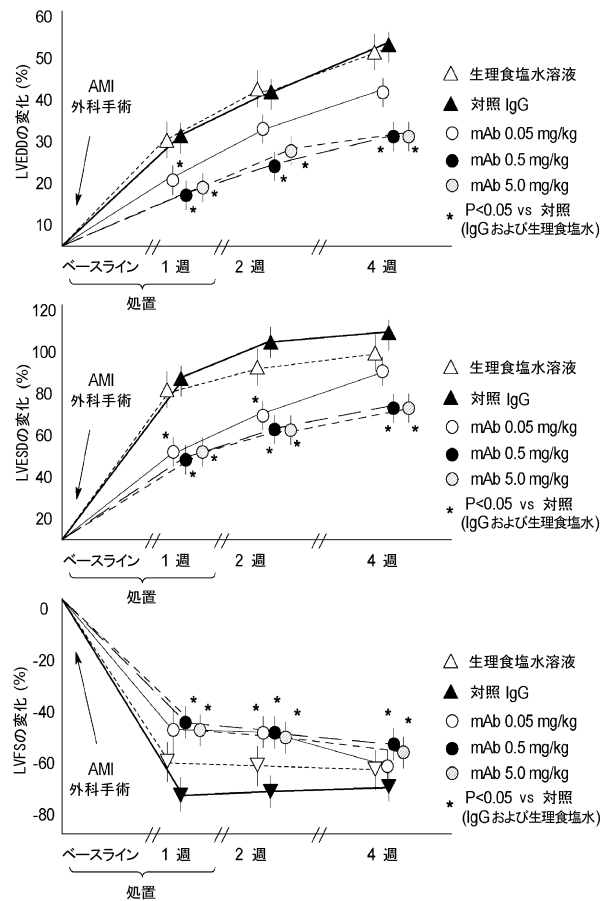 LVEDDの変化 (%)
60
50
40
30
20
10
AMI
外科手術
* * * * * *
ベースライン 1 週 2 週 4 週
処置
生理食塩水溶液
対照 IgG
mAb 0.05 mg/kg
mAb 0.5 mg/kg
mAb 5.0 mg/kg
* P<0.05 vs 対照
(IgGおよび生理食塩水)
LVESDの変化 (%)
120
100
80
60
40
20
AMI
外科手術
* * * * * * * *
ベースライン 1 週 2 週 4 週
処置
生理食塩水溶液
対照 IgG
mAb 0.05 mg/kg
mAb 0.5 mg/kg
mAb 5.0 mg/kg
* P<0.05 vs 対照
(IgGおよび生理食塩水)
LVFSの変化 (%)
0
-20
-40
-60
-80
AMI
外科手術
* * * * * * *
ベースライン 1 週 2 週 4 週
処置
生理食塩水溶液
対照 IgG
mAb 0.05 mg/kg
mAb 0.5 mg/kg
mAb 5.0 mg/kg
* P<0.05 vs 対照
(IgGおよび生理食塩水)